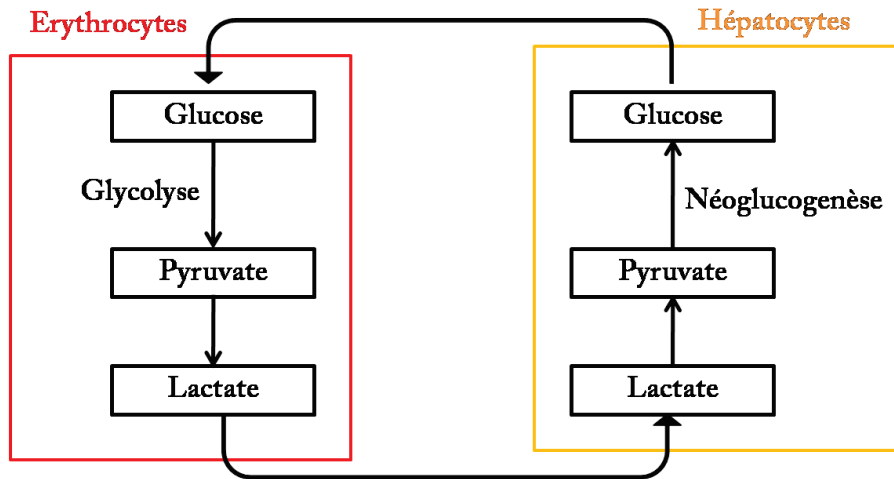 Erythrocytes
Hépatocytes
Glucose
Glucose
Glycolyse
Néoglucogenèse
Pyruvate
Pyruvate
Lactate
Lactate